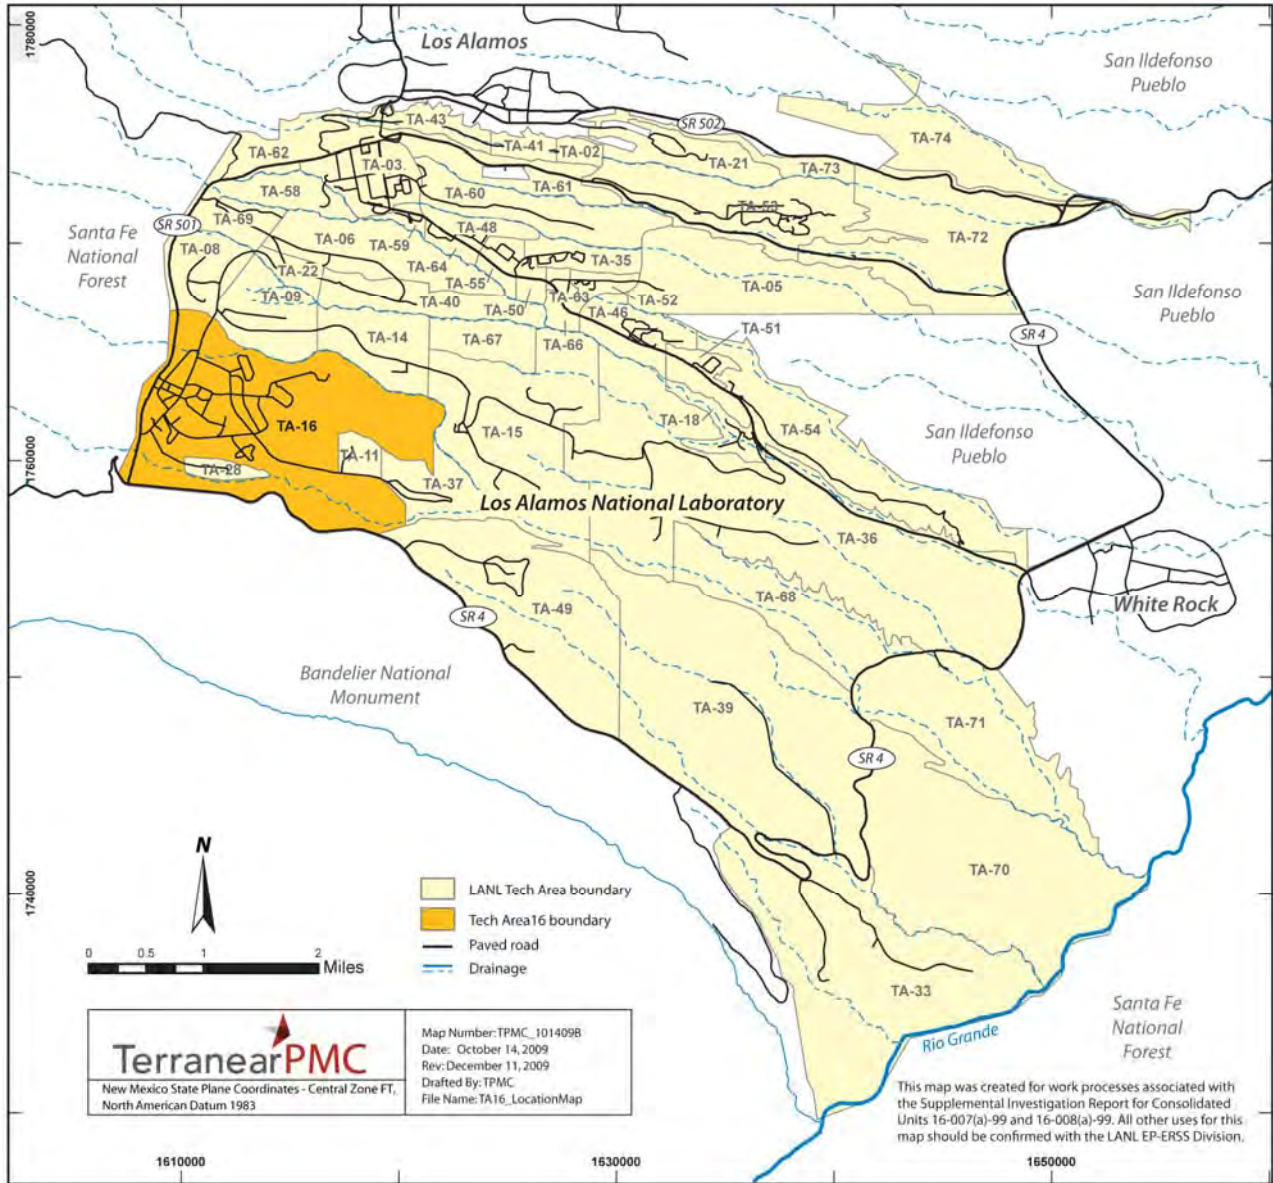 1780000
Los Alamos
San Ildefonso
Pueblo
SR 502
TA-43
TA-74
TA-41
TA-02
TA-21
TA-73
TA-62
TA-03
TA-61
TA-58
TA-60
TA-53
TA-69
SR 501
TA-48
TA-72
Santa Fe
National
Forest
TA-08
TA-06
TA-59
TA-35
TA-22
TA-64
TA-55
TA-05
San Ildefonso
Pueblo
TA-09
TA-40
TA-50
TA-63
TA-46
TA-52
TA-51
SR 4
TA-14
TA-67
TA-66
TA-16
TA-15
TA-18
TA-54
San Ildefonso
Pueblo
1760000
TA-11
TA-28
TA-37
Los Alamos National Laboratory
TA-36
TA-68
White Rock
TA-49
SR 4
Bandelier National
Monument
TA-39
TA-71
SR 4
N
TA-70
1740000
LANL Tech Area boundary
Tech Area16 boundary
Paved road
Drainage
0 0.5 1 2
Miles
TA-33
Santa Fe
National
Forest
Rio Grande
TerranearPMC
New Mexico State Plane Coordinates - Central Zone FT,
North American Datum 1983
Map Number: TPMC_101409B
Date: October 14, 2009
Rev: December 11, 2009
Drafted By: TPMC
File Name: TA16_LocationMap
This map was created for work processes associated with
the Supplemental Investigation Report for Consolidated
Units 16-007(a)-99 and 16-008(a)-99. All other uses for this
map should be confirmed with the LANL EP-ERSS Division.
1610000
1630000
1650000